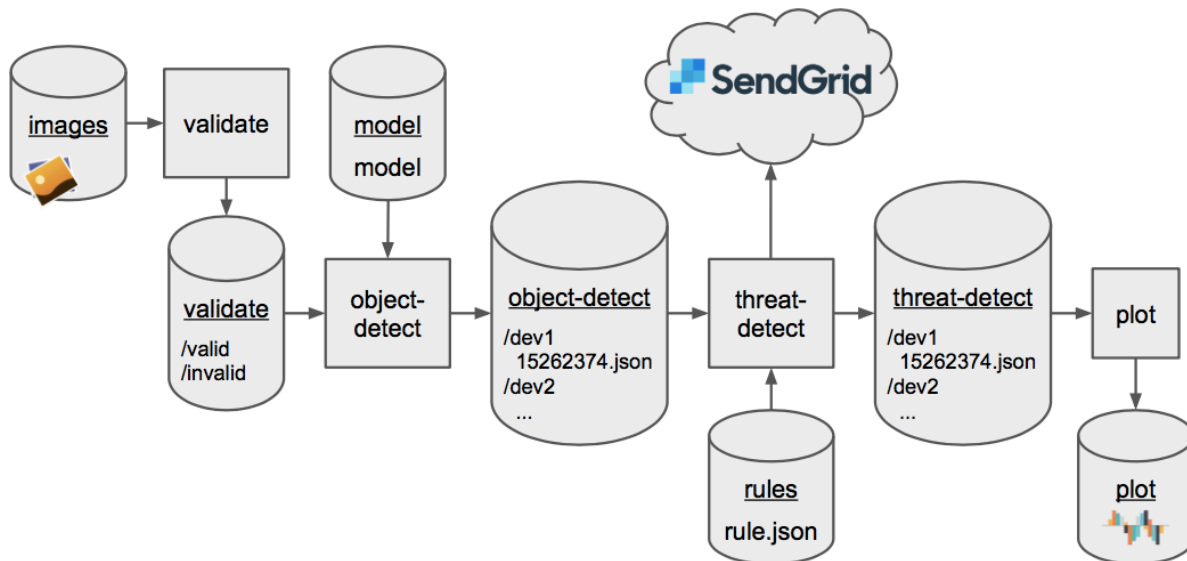 SendGrid
images
validate
model
model
validate
/valid
/invalid
object-
detect
object-detect
/dev1
15262374.json
/dev2
...
threat-
detect
threat-detect
/dev1
15262374.json
/dev2
...
plot
rules
rule.json
plot